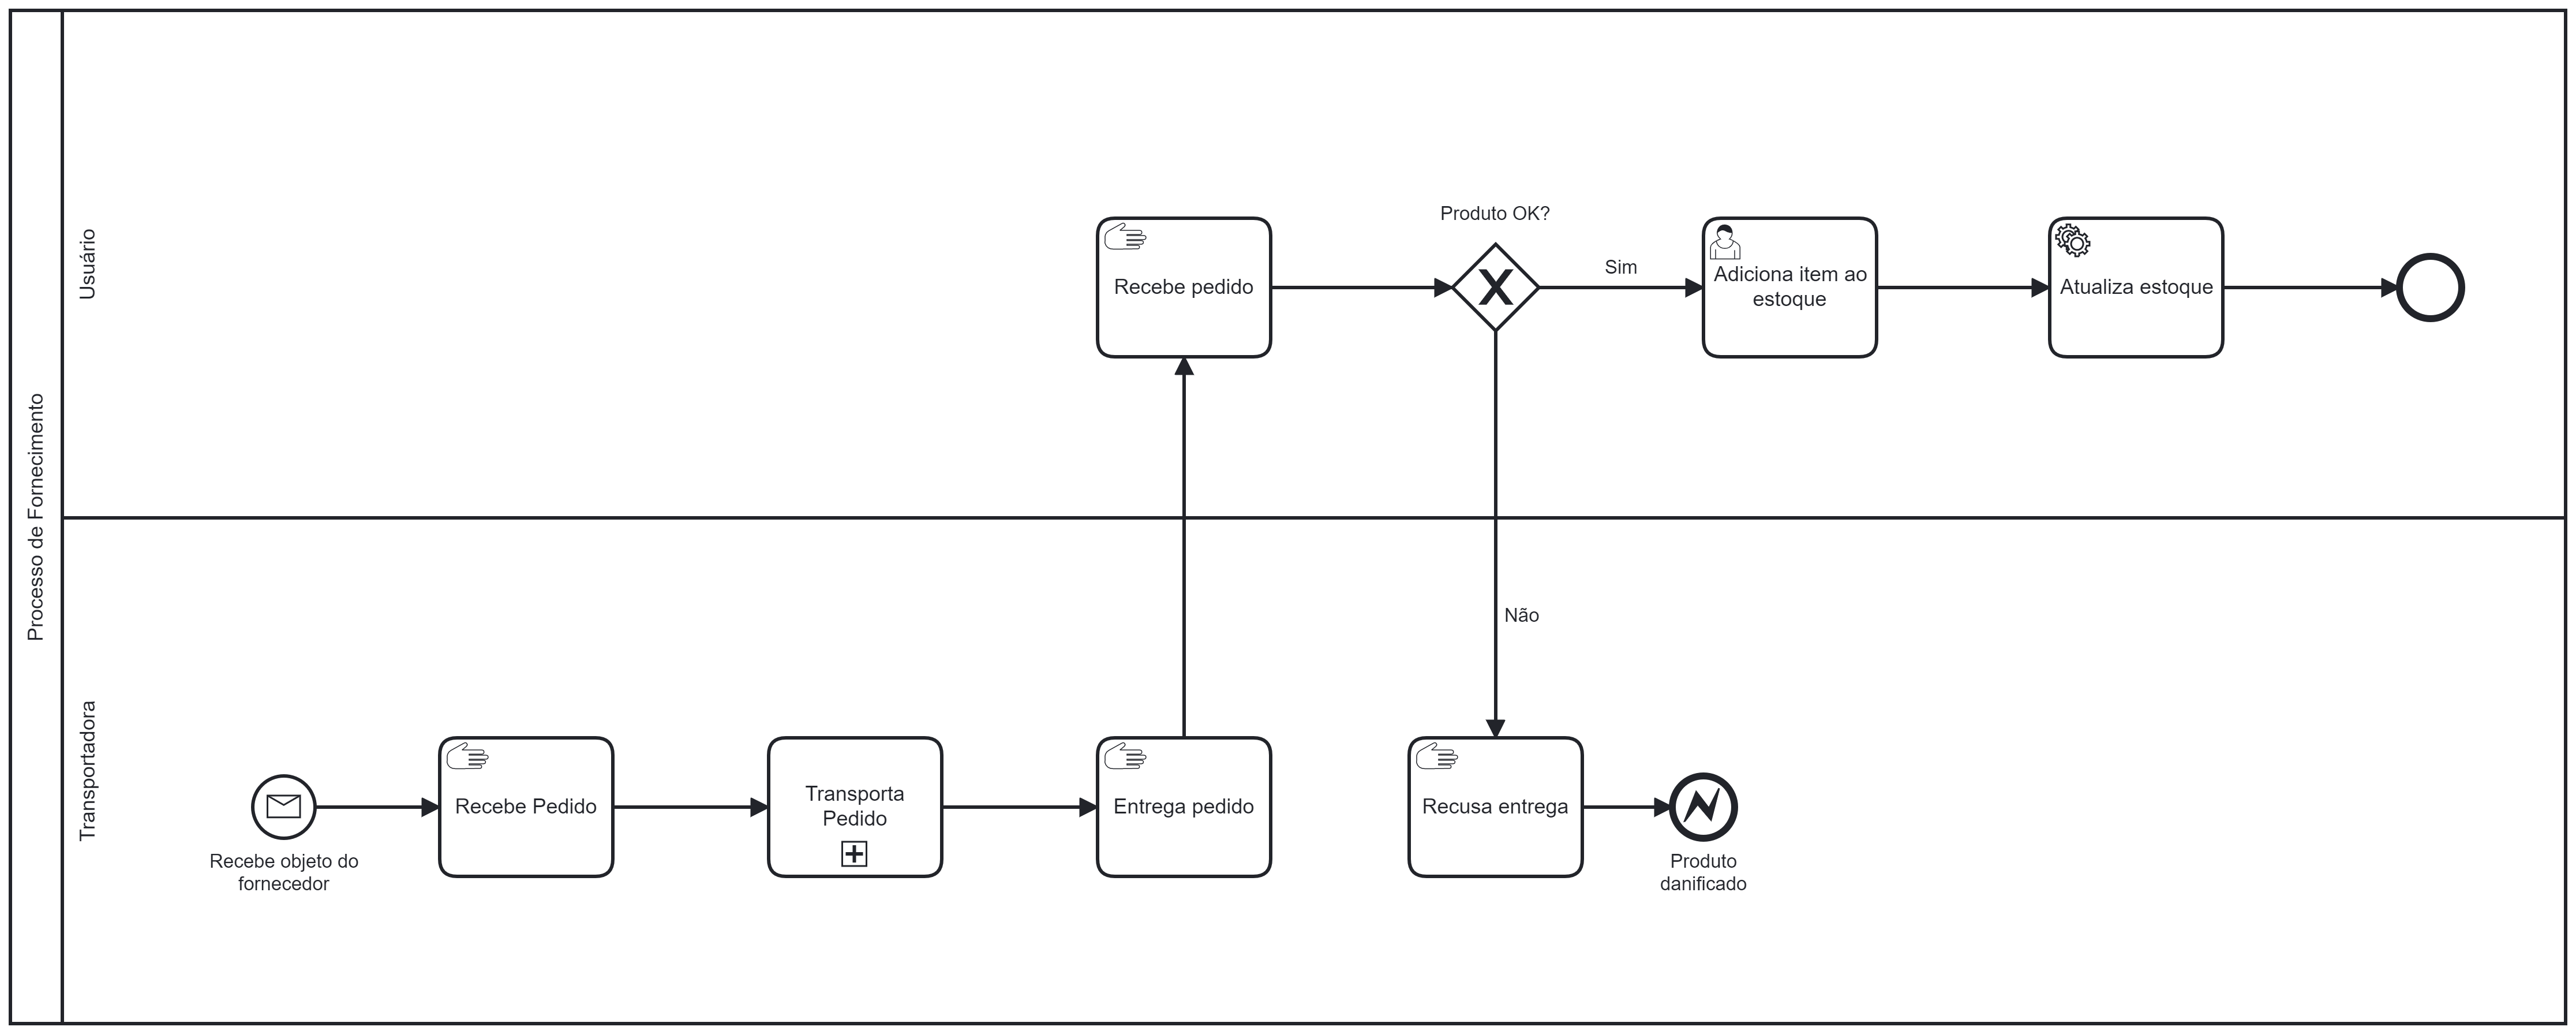 Processo de Fornecimento
Usuário
Recebe pedido
Produto OK?
Sim
Adiciona item ao
estoque
Atualiza estoque
Não
Transportadora
Recebe objeto do
fornecedor
Recebe Pedido
Transporta
Pedido
Entrega pedido
Recusa entrega
Produto
danificado